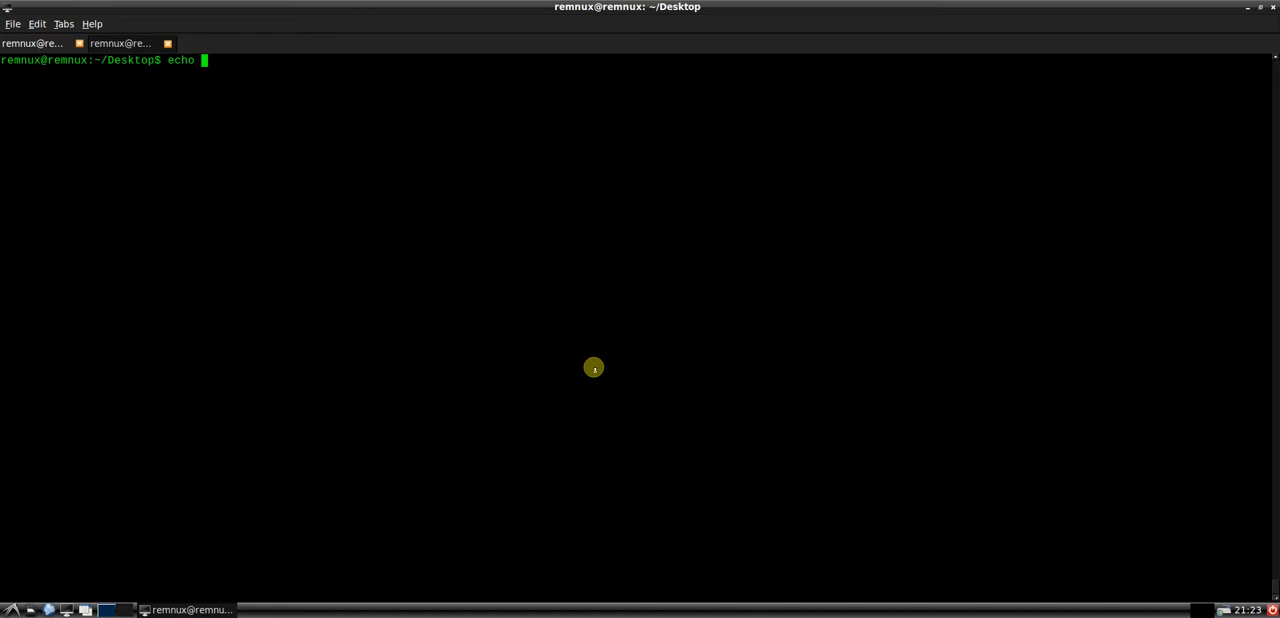 remnux@remnux: ~/Desktop
File Edit Tabs Help
remnux@re... remnux@re...
remnux@remnux:~/Desktop$ echo
remnux@remnu... 21:23